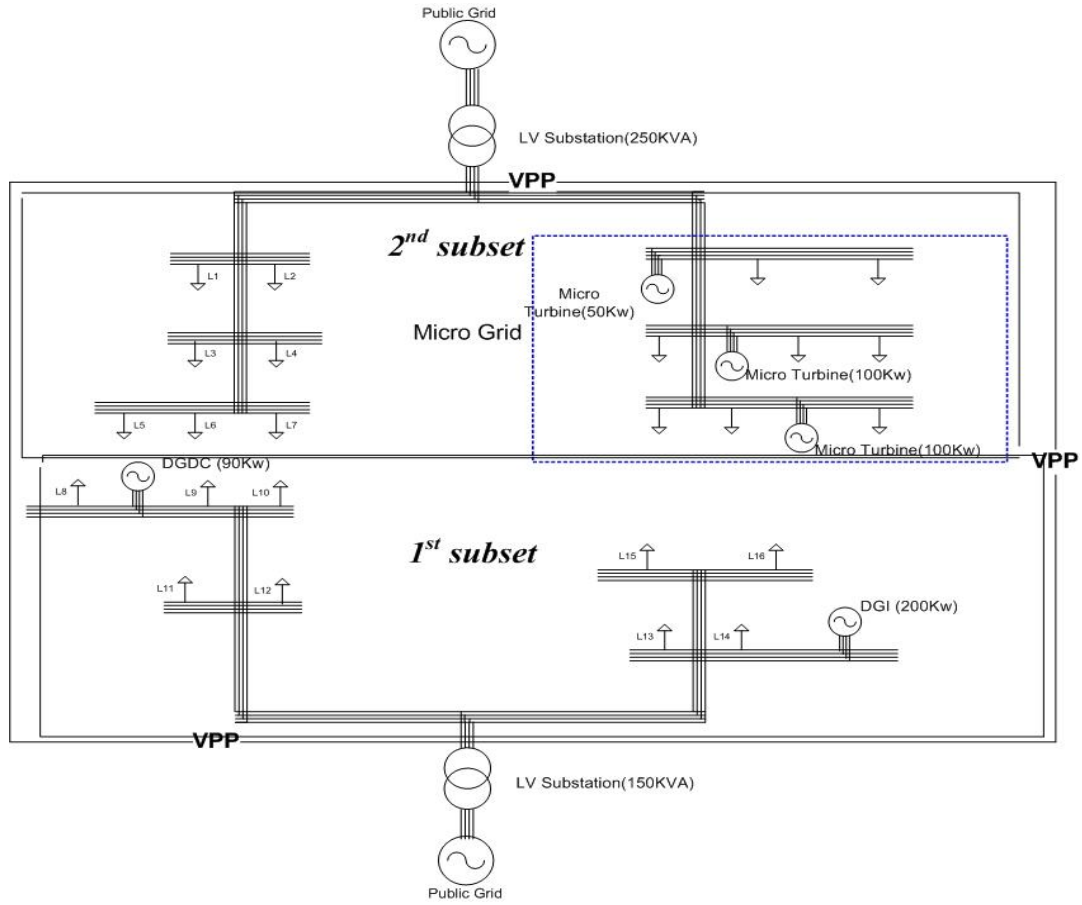 Public Grid
LV Substation(250KVA)
VPP
2nd subset
L1
L2
Micro
Turbine(50Kw)
Micro Grid
L3
L4
Micro Turbine(100Kw)
L5
L6
L7
Micro Turbine(100Kw)
VPP
DGDC (90Kw)
L8
L9
L10
1st subset
L15
L16
L11
L12
DGI (200Kw)
L13
L14
VPP
LV Substation(150KVA)
Public Grid